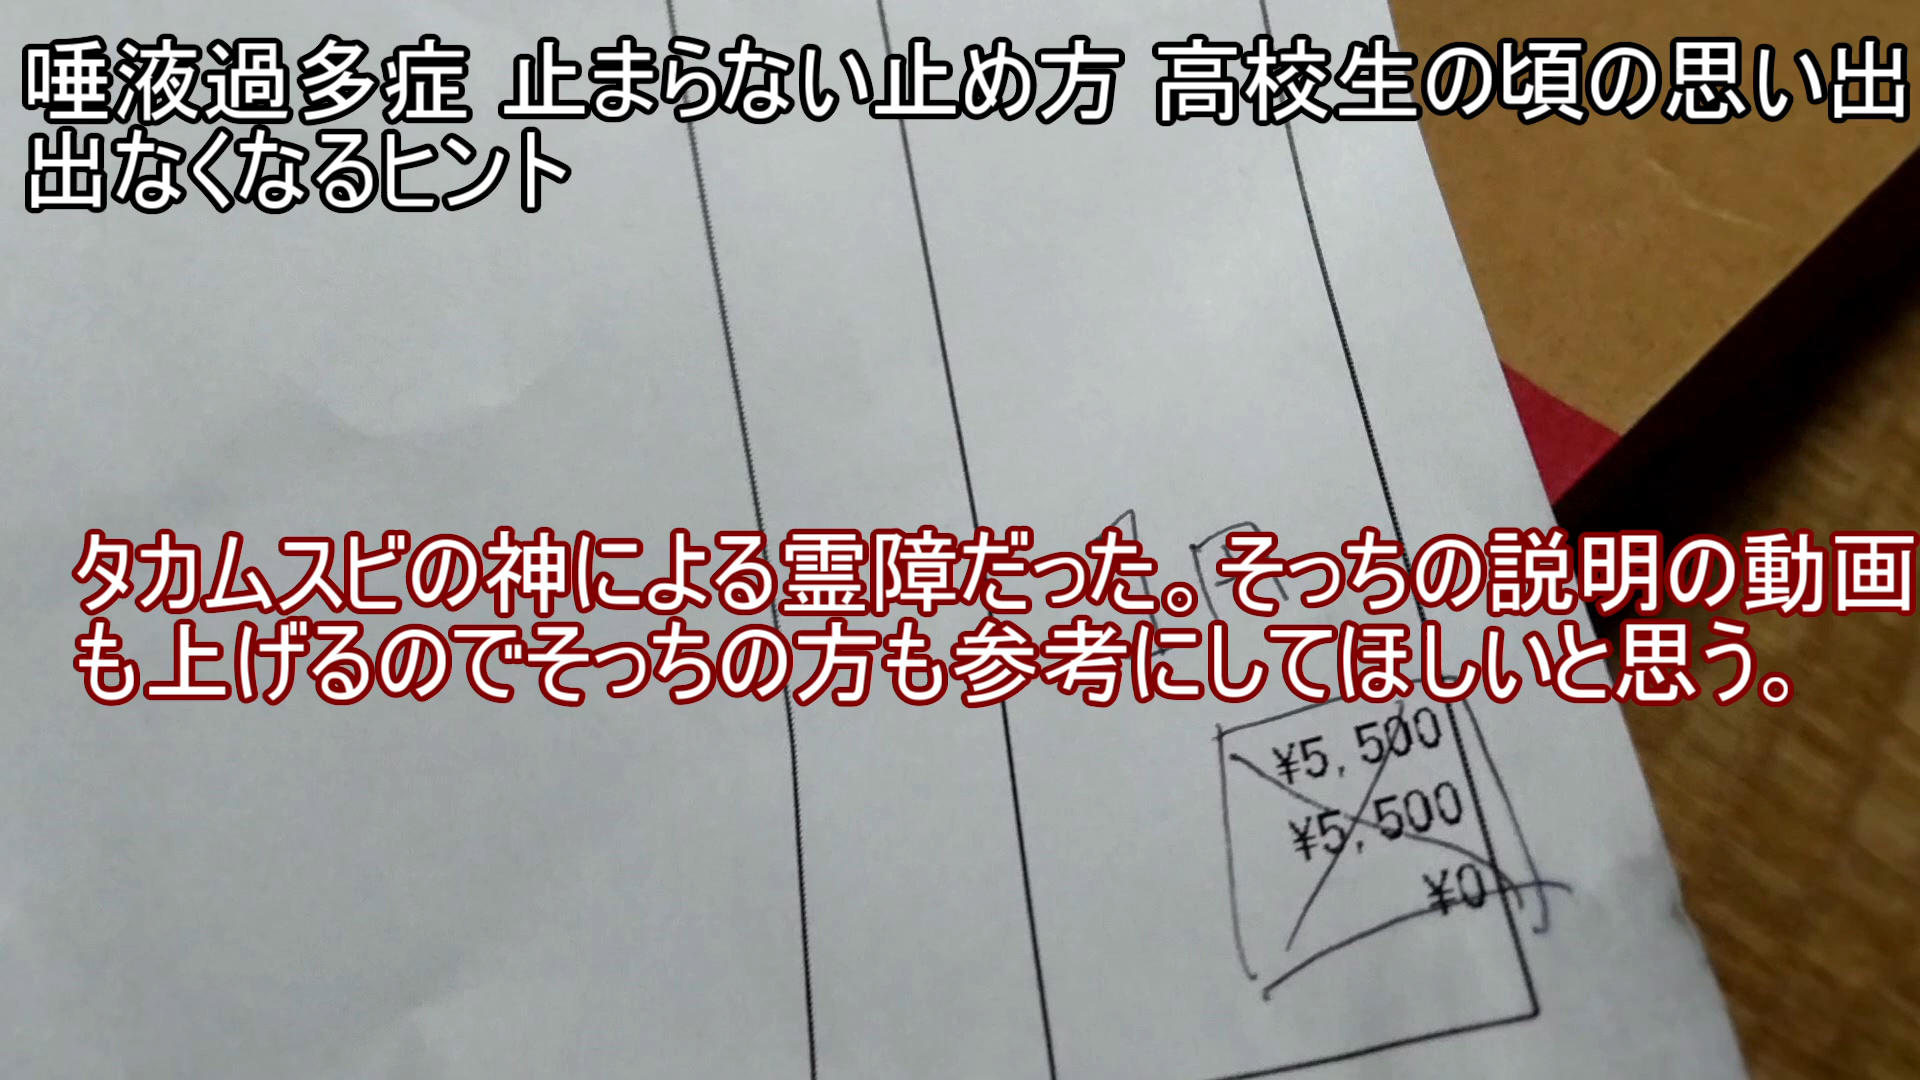 唾液過多症 止まらない止め方 高校生の頃の思い出
出なくなるヒント
タカムスビの神による霊障だった。そっちの説明の動画
も上げるのでそっちの方も参考にしてほしいと思う。
¥5,500
¥5,500
¥0